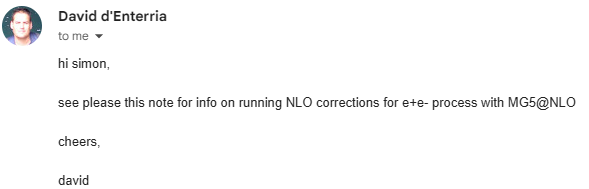 David d'Enterria
to me
hi simon,
see please this note for info on running NLO corrections for e+e- process with MG5@NLO
cheers,
david